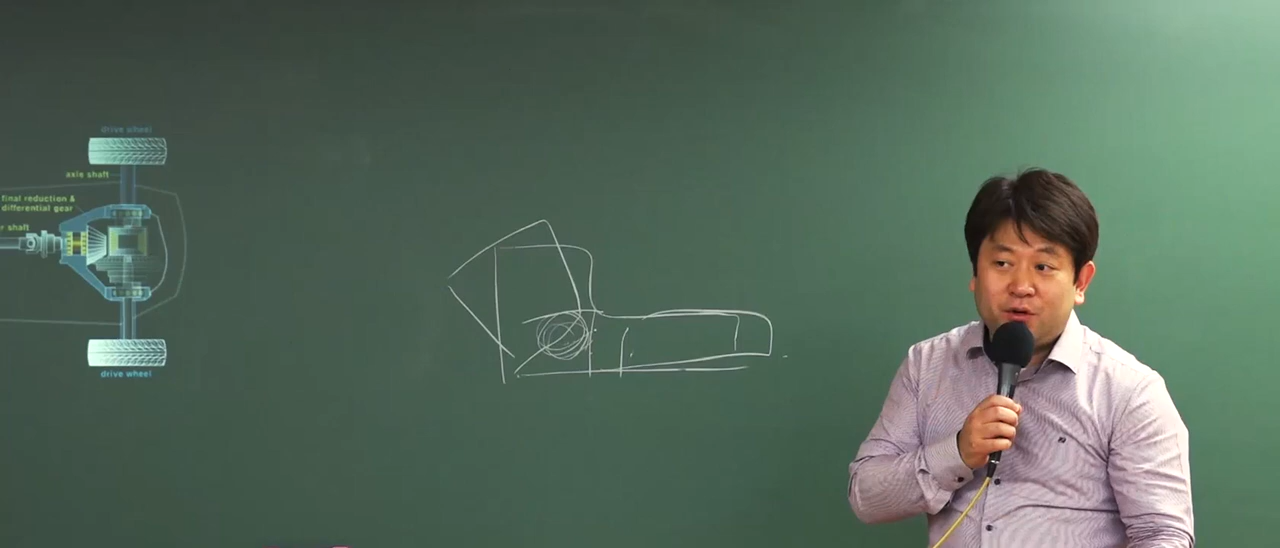 drive wheel
axle shaft
final reduction &
differential gear
r shaft
drive wheel